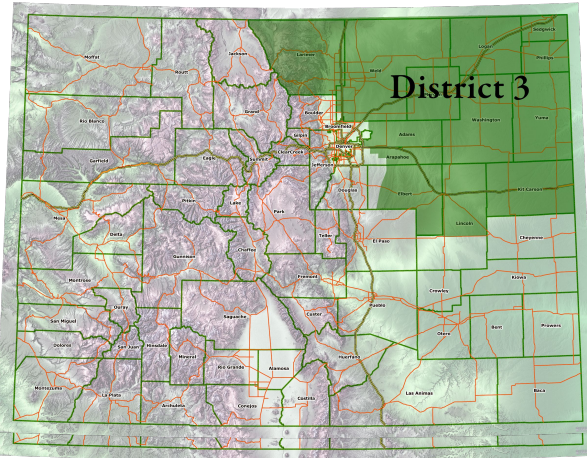 Sedgwick
Logan
Jackson
Larimer
Moffat
Phillips
Routt
Weld
District 3
Grand
Boulder
Washington
Yuma
Rio Blanco
Broomfield
Gilpin
Adams
Denver
Clear Creek
Eagle
Summit
Arapahoe
Garfield
Jefferson
Douglas
Elbert
Kit Carson
Pitkin
Lake
Park
Mesa
Lincoln
Delta
Teller
El Paso
Cheyenne
Chaffee
Gunnison
Fremont
Kiowa
Montrose
Crowley
Ouray
Pueblo
Saguache
Custer
San Miguel
Bent
Prowers
Otero
Dolores
San Juan
Hinsdale
Mineral
Huerfano
Rio Grande
Alamosa
Montezuma
La Plata
Las Animas
Baca
Castilla
Archuleta
Conejos